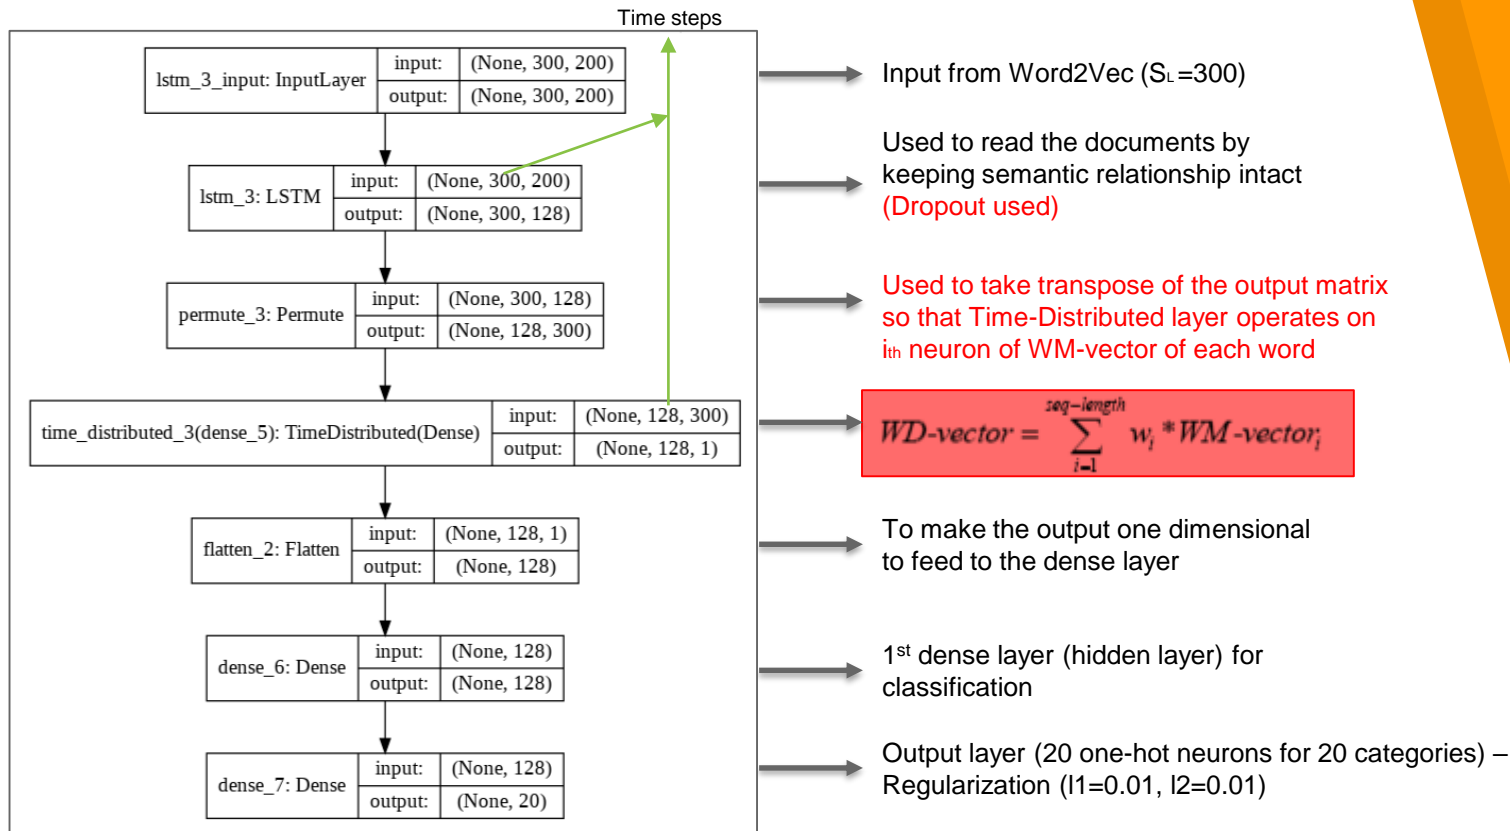 Time steps
lstm_3_input: InputLayer
input: (None, 300, 200)
output: (None, 300, 200)
Input from Word2Vec (SL=300)
lstm_3: LSTM
input: (None, 300, 200)
output: (None, 300, 128)
Used to read the documents by
keeping semantic relationship intact
(Dropout used)
permute_3: Permute
input: (None, 300, 128)
output: (None, 128, 300)
Used to take transpose of the output matrix
so that Time-Distributed layer operates on
ith neuron of WM-vector of each word
time_distributed_3(dense_5): TimeDistributed(Dense)
input: (None, 128, 300)
output: (None, 128, 1)
seq-length
WD-vector = ∑ wi * WM-vectori
i=1
flatten_2: Flatten
input: (None, 128, 1)
output: (None, 128)
To make the output one dimensional
to feed to the dense layer
dense_6: Dense
input: (None, 128)
output: (None, 128)
1st dense layer (hidden layer) for
classification
dense_7: Dense
input: (None, 128)
output: (None, 20)
Output layer (20 one-hot neurons for 20 categories) –
Regularization (l1=0.01, l2=0.01)